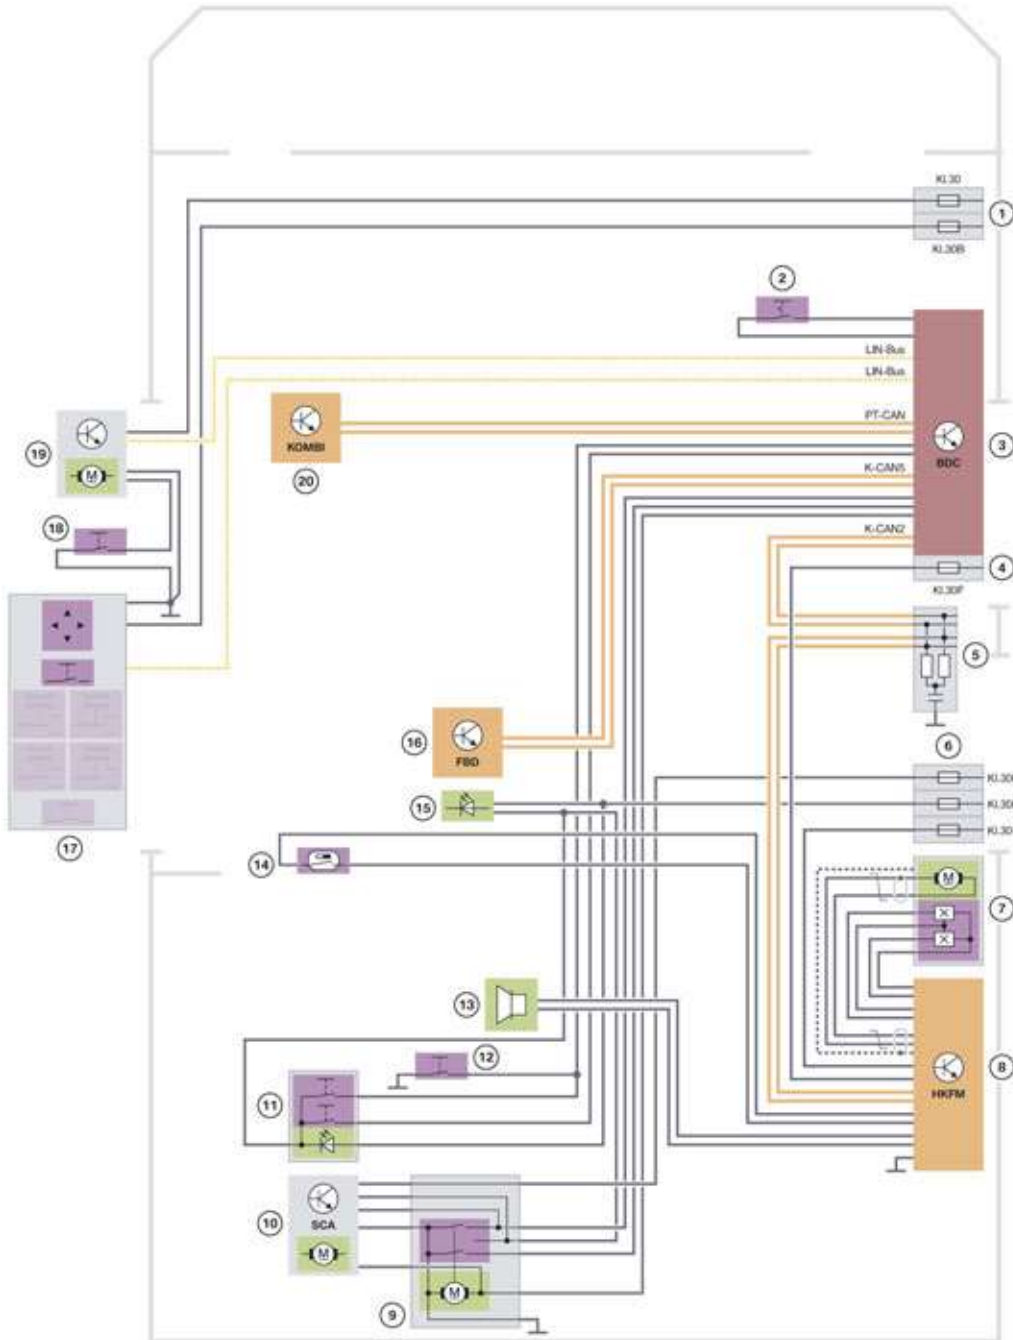 Kl.30
1
Kl.30B
2
LIN-Bus
LIN-Bus
PT-CAN
19
KOMBI
3
BDC
20
K-CAN5
18
K-CAN2
4
Kl.30F
5
16
FBD
6
Kl.30
15
Kl.30
Kl.30
17
14
M
7
13
12
8
HKFM
11
10
SCA
M
M
9
M